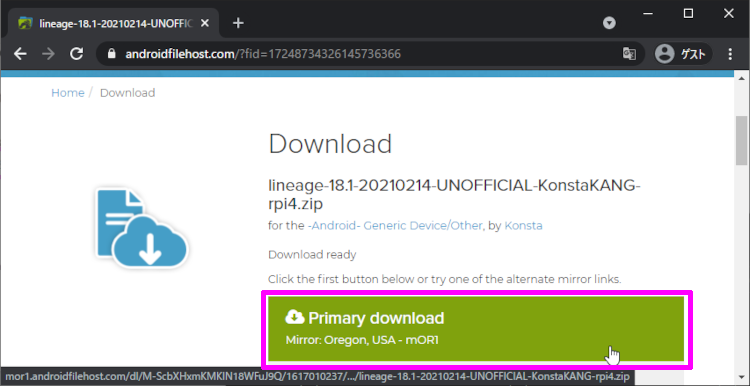 lineage-18.1-20210214-UNOFFICIAL
androidfilehost.com/?fid=17248734326145736366
ゲスト
Home / Download
Download
lineage-18.1-20210214-UNOFFICIAL-KonstaKANG-
rpi4.zip
for the -Android- Generic Device/Other, by Konsta
Download ready
Click the first button below or try one of the alternate mirror links.
Primary download
Mirror: Oregon, USA - mOR1
mor1.androidfilehost.com/dl/M-ScbXHxmKMKIN18WFuJ9Q/1617010237/.../lineage-18.1-20210214-UNOFFICIAL-KonstaKANG-rpi4.zip